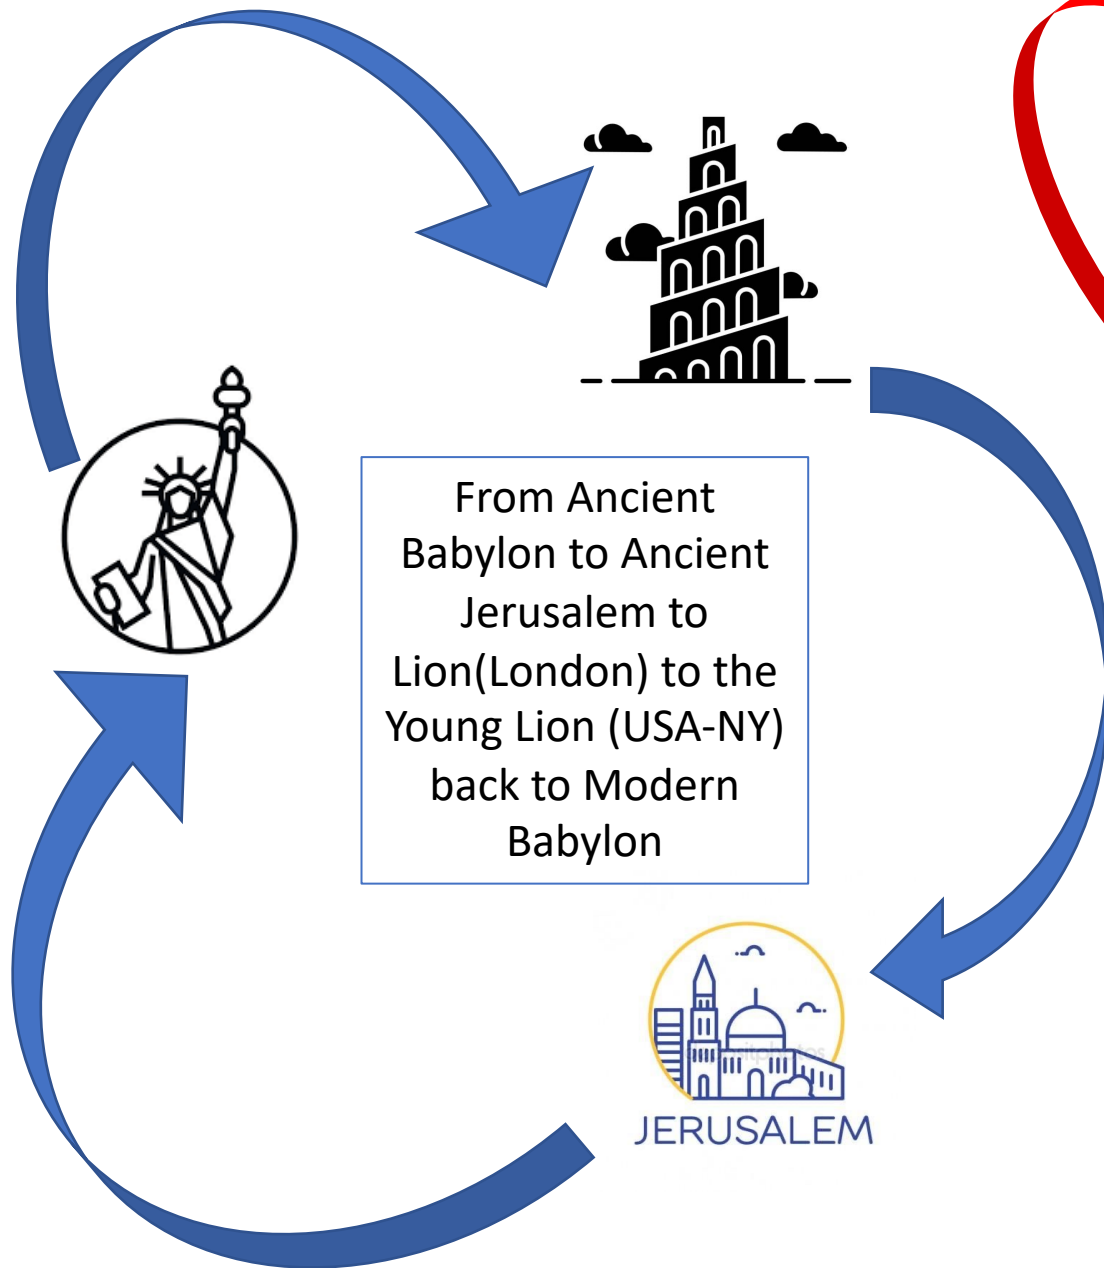 From Ancient
Babylon to Ancient
Jerusalem to
Lion(London) to the
Young Lion (USA-NY)
back to Modern
Babylon
JERUSALEM